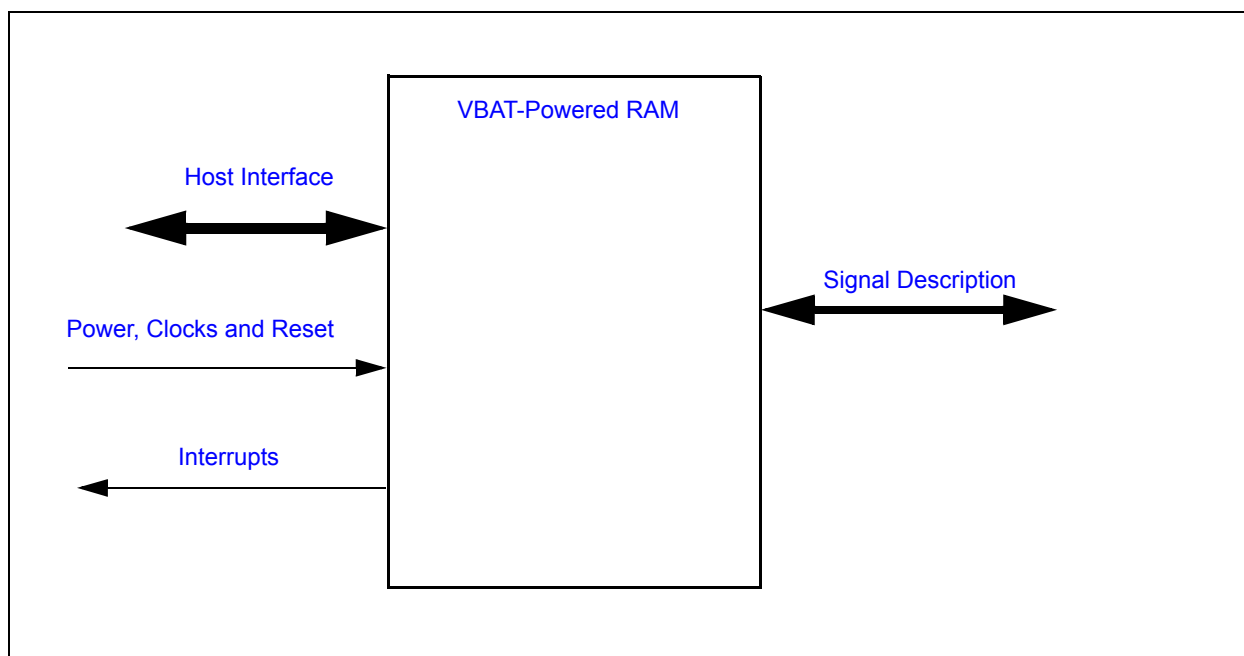 VBAT-Powered RAM
Host Interface
Signal Description
Power, Clocks and Reset
Interrupts